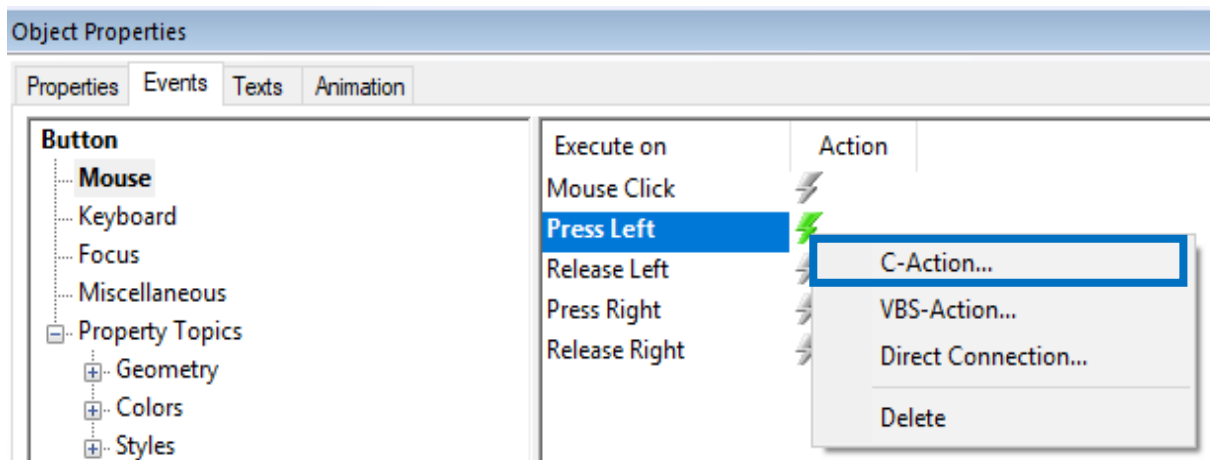 Object Properties
Properties Events Texts Animation
Button
Mouse
Keyboard
Focus
Miscellaneous
Property Topics
Geometry
Colors
Styles
Execute on Action
Mouse Click
Press Left
Release Left
Press Right
Release Right
C-Action...
VBS-Action...
Direct Connection...
Delete